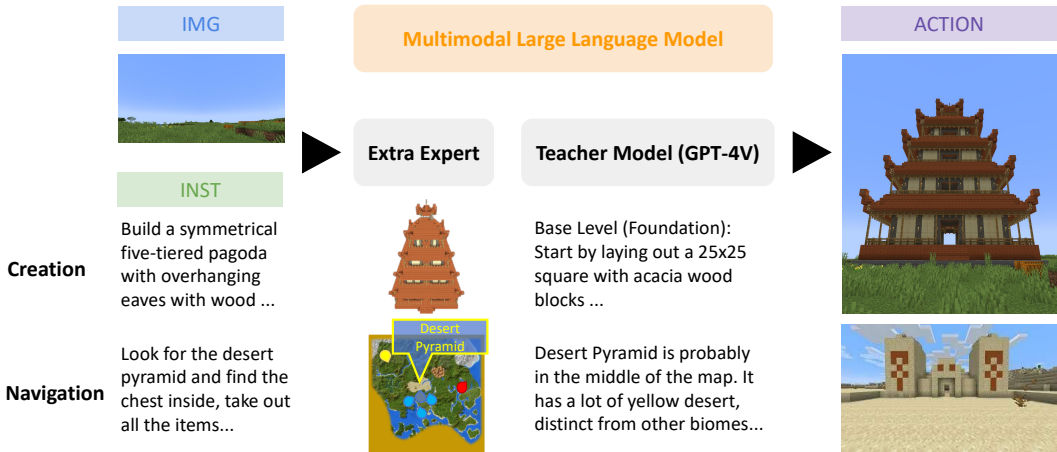 IMG
Multimodal Large Language Model
ACTION
Extra Expert
Teacher Model (GPT-4V)
INST
Creation
Build a symmetrical
five-tiered pagoda
with overhanging
eaves with wood ...
Base Level (Foundation):
Start by laying out a 25x25
square with acacia wood
blocks ...
Desert
Pyramid
Navigation
Look for the desert
pyramid and find the
chest inside, take out
all the items...
Desert Pyramid is probably
in the middle of the map. It
has a lot of yellow desert,
distinct from other biomes...